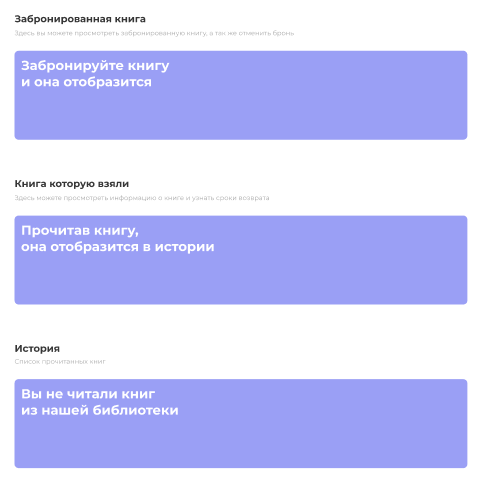 Забронированная книга
Здесь вы можете просмотреть забронированную книгу, а так же отменить бронь
Забронируйте книгу
и она отобразится
Книга которую взяли
Здесь можете просмотреть информацию о книге и узнать сроки возврата
Прочитав книгу,
она отобразится в истории
История
Список прочитанных книг
Вы не читали книг
из нашей библиотеки